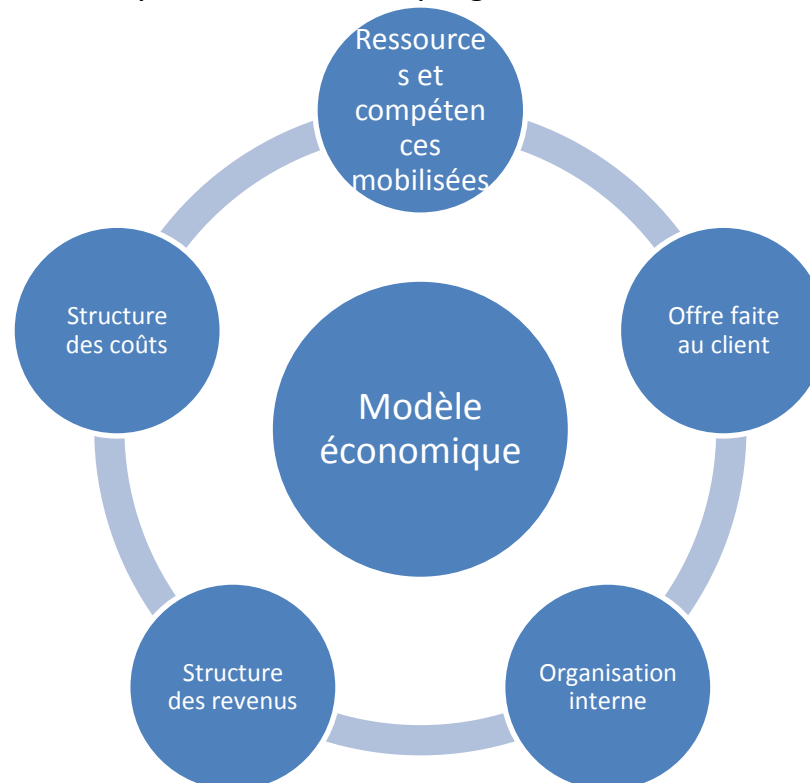 Ressource
s et
compéten
ces
mobilisées
Structure
des coûts
Offre faite
au client
Modèle
économique
Structure
des revenus
Organisation
interne